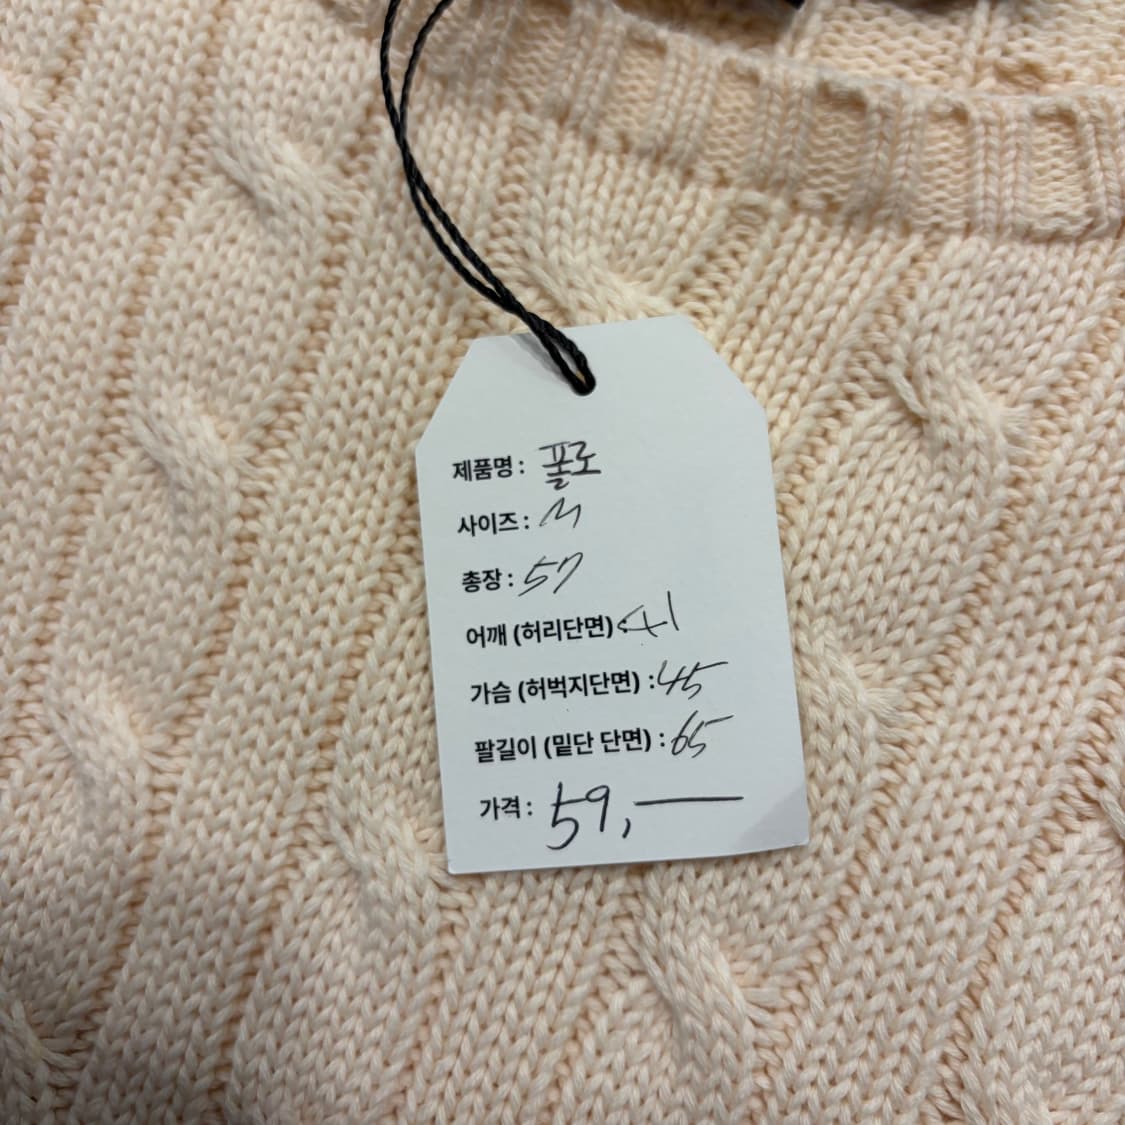 제품명 : 폴로
사이즈 : M
총장 : 57
어깨 (허리단면) : 41
가슴 (허벅지단면) : 45
팔길이 (밑단 단면) : 65
가격 : 59,—